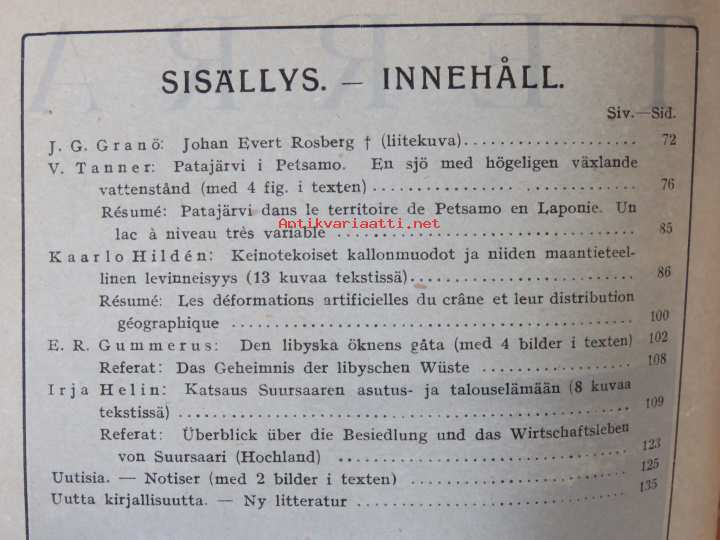 TERRA
SISÄLLYS. — INNEHÅLL.
Siv.—Sid.
J. G. Granö: Johan Evert Rosberg † (liitekuva) 72
V. Tanner: Patajärvi i Petsamo. En sjö med högeligen växlande
vattenstånd (med 4 fig. i texten) 76
Résumé: Patajärvi dans le territoire de Petsamo en Laponie. Un
Antikvariaatti.net
lac à niveau très variable 85
Kaarlo Hildén: Keinotekoiset kallonmuodot ja niiden maantieteel-
linen levinneisyys (13 kuvaa tekstissä) 86
Résumé: Les déformations artificielles du crâne et leur distribution
géographique 100
E. R. Gummerus: Den libyska öknens gåta (med 4 bilder i texten) 102
Referat: Das Geheimnis der libyschen Wüste 108
Irja Helin: Katsaus Suursaaren asutus- ja talouselämään (8 kuvaa
tekstissä) 109
Referat: Überblick über die Besiedlung und das Wirtschaftsleben
von Suursaari (Hochland) 123
Uutisia. — Notiser (med 2 bilder i texten) 125
Uutta kirjallisuutta. — Ny litteratur 135